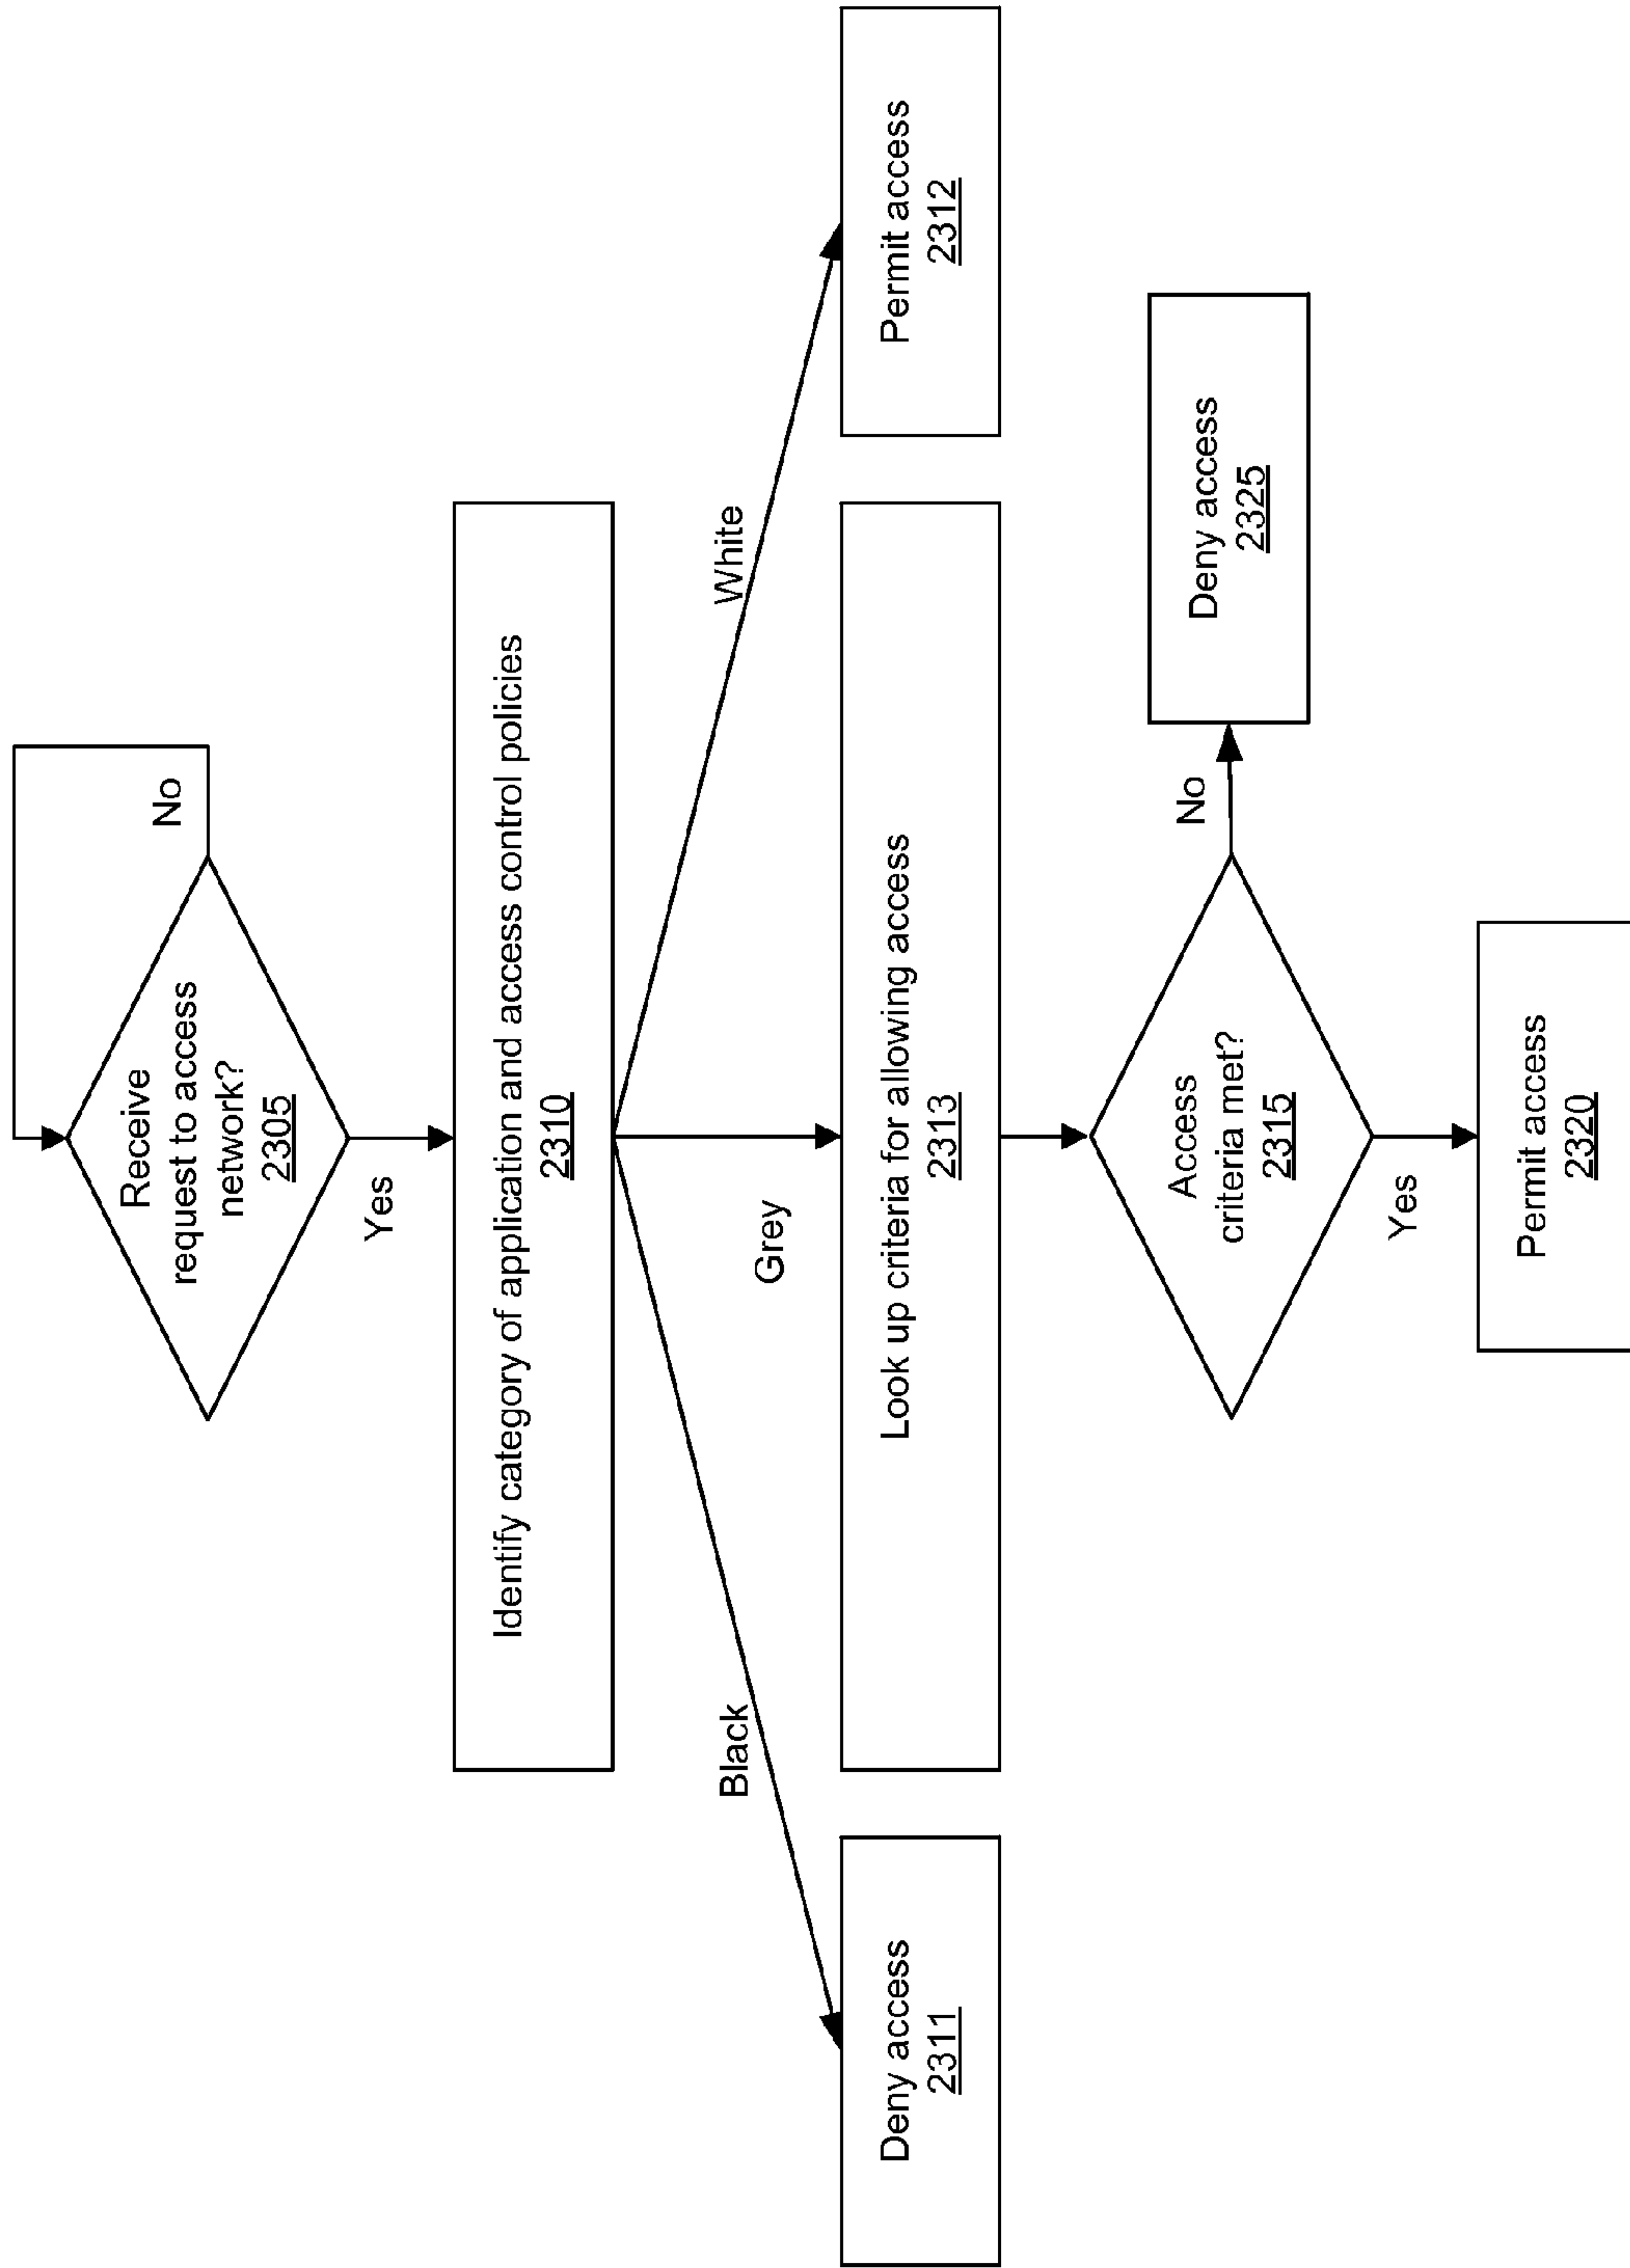 Receive
request to access
network?
2305
No
Yes
Identify category of application and access control policies
2310
Black
Grey
White
Deny access
2311
Look up criteria for allowing access
2313
Permit access
2312
Access
criteria met?
2315
No
Deny access
2325
Yes
Permit access
2320